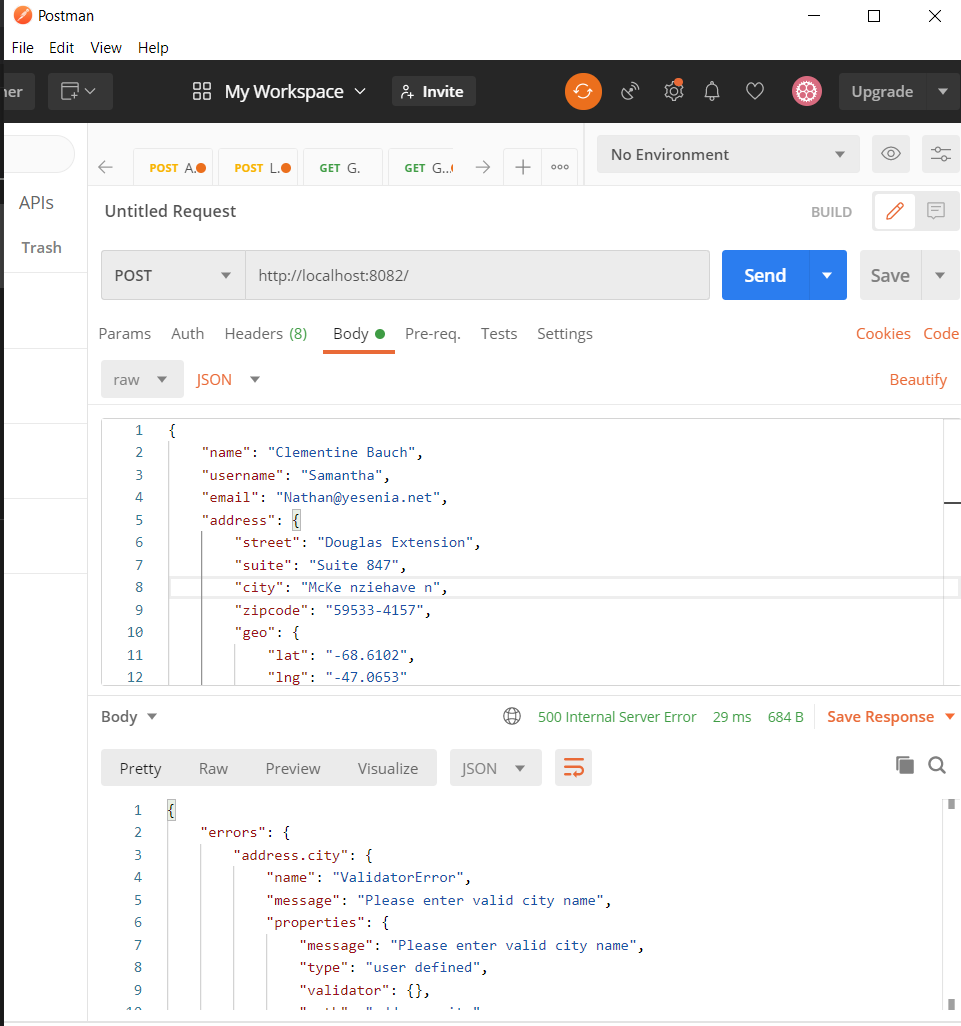 Postman
File Edit View Help
her My Workspace Invite Upgrade
POST A. POST L. GET G. GET G.. No Environment
APIs
Trash
Untitled Request BUILD
POST http://localhost:8082/ Send Save
Params Auth Headers (8) Body Pre-req. Tests Settings Cookies Code
raw JSON Beautify
1 {
2 "name": "Clementine Bauch",
3 "username": "Samantha",
4 "email": "Nathan@yesenia.net",
5 "address": {
6 "street": "Douglas Extension",
7 "suite": "Suite 847",
8 "city": "McKe nziehave n",
9 "zipcode": "59533-4157",
10 "geo": {
11 "lat": "-68.6102",
12 "lng": "-47.0653"
Body 500 Internal Server Error 29 ms 684 B Save Response
Pretty Raw Preview Visualize JSON
1 {
2 "errors": {
3 "address.city": {
4 "name": "ValidatorError",
5 "message": "Please enter valid city name",
6 "properties": {
7 "message": "Please enter valid city name",
8 "type": "user defined",
9 "validator": {},